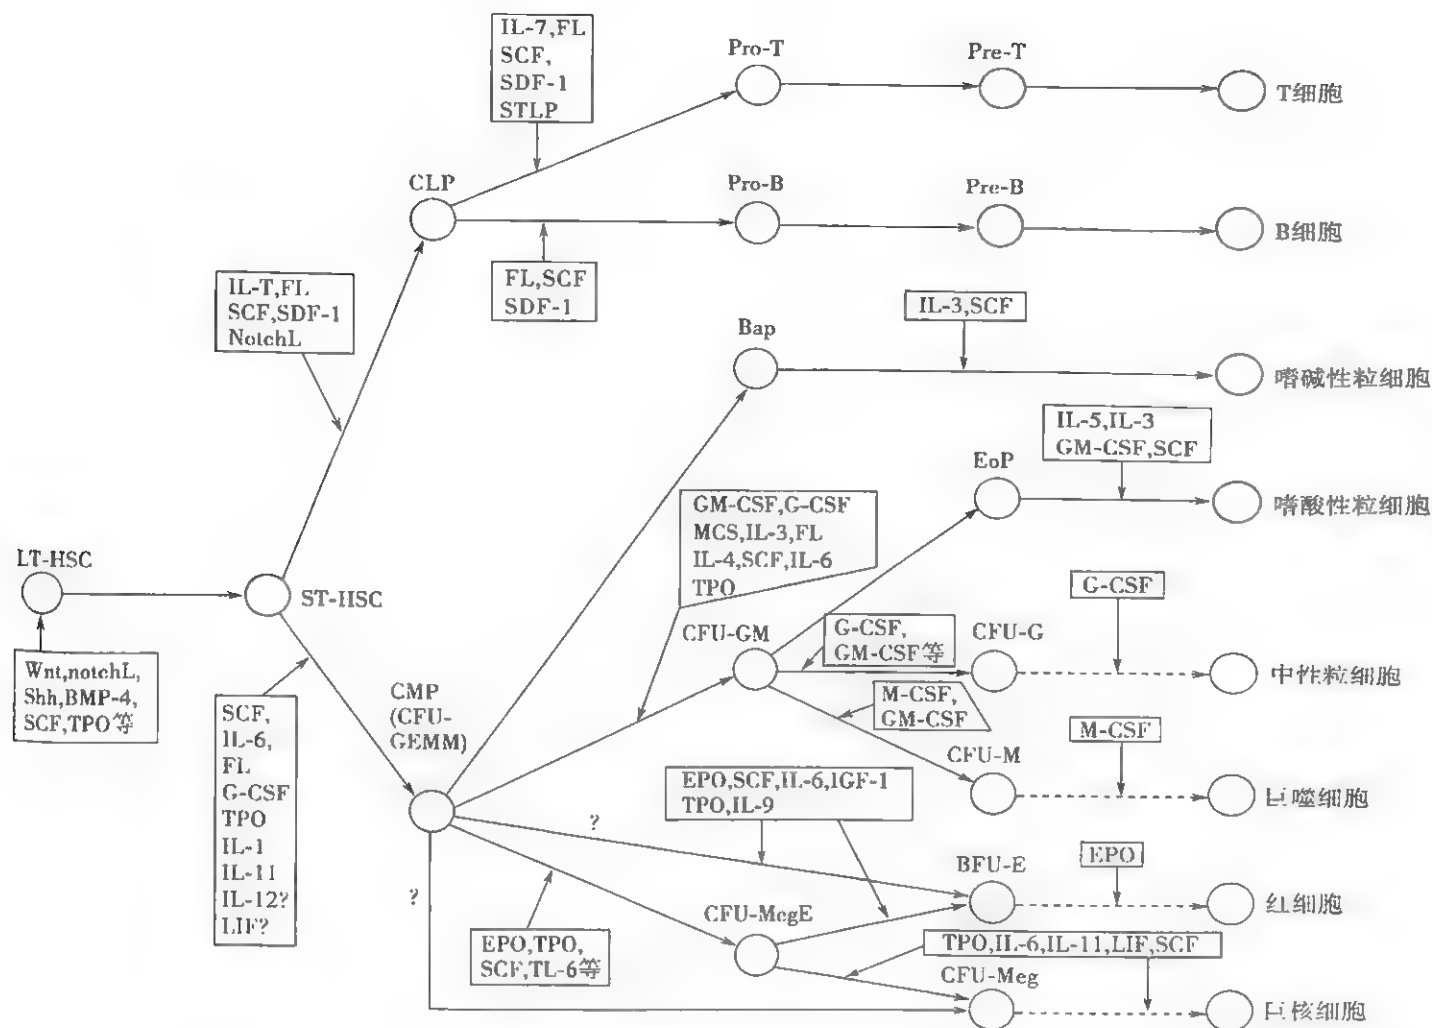 IL-7,FL
SCF,
SDF-1
STLP
Pro-T
Pre-T
T细胞
CLP
Pro-B
Pre-B
B细胞
IL-T,FL
SCF,SDF-1
NotchL
FL,SCF
SDF-1
IL-3,SCF
Bap
嗜碱性粒细胞
IL-5,IL-3
GM-CSF,SCF
EoP
嗜酸性粒细胞
GM-CSF,G-CSF
MCS,IL-3,FL
IL-4,SCF,IL-6
TPO
LT-HSC
ST-HSC
Wnt,notchL,
Shh,BMP-4,
SCF,TPO等
G-CSF
CFU-GM
G-CSF,
GM-CSF等
CFU-G
中性粒细胞
CMP
(CFU-
GEMM)
M-CSF,
GM-CSF
M-CSF
CFU-M
巨噬细胞
SCF,
IL-6,
FL
G-CSF
TPO
IL-1
IL-11
IL-12?
LIF?
EPO,SCF,IL-6,IGF-1
TPO,IL-9
?
?
EPO
BFU-E
红细胞
CFU-MegE
EPO,TPO,
SCF,TL-6等
TPO,IL-6,IL-11,LIF,SCF
CFU-Meg
巨核细胞